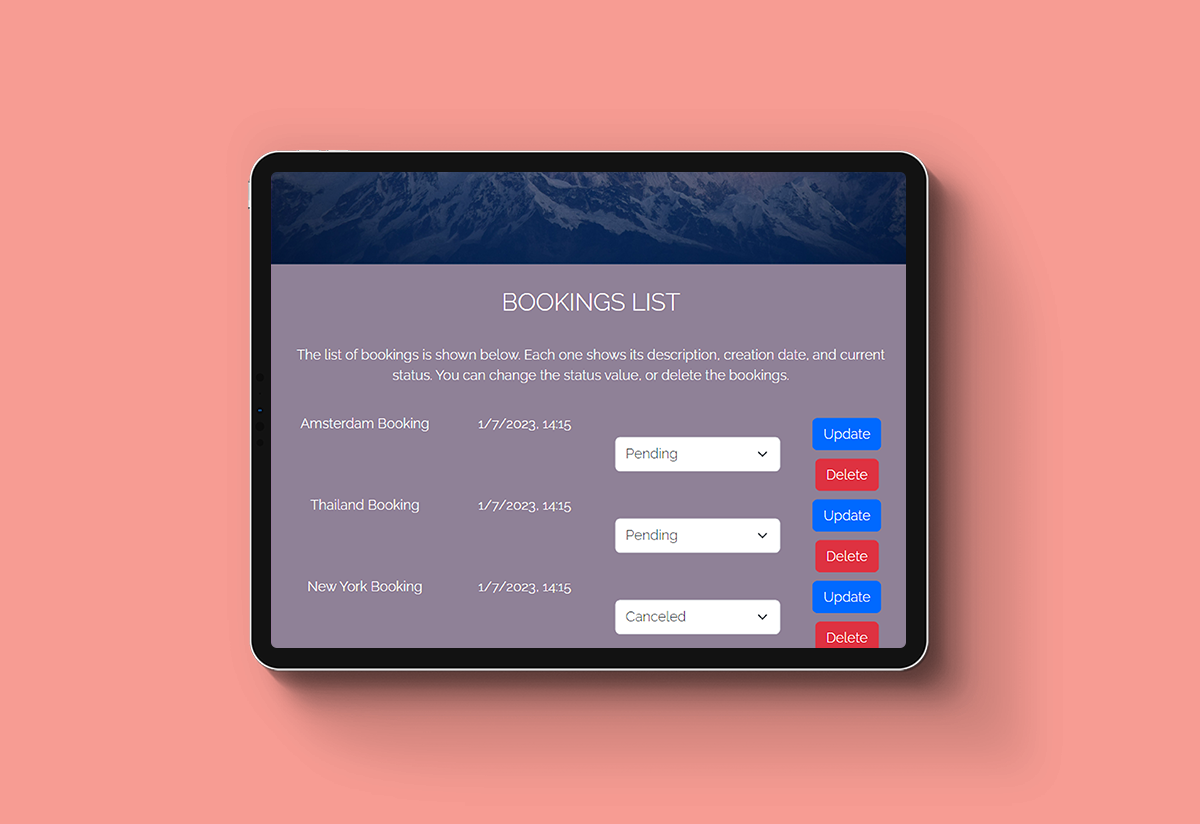 BOOKINGS LIST
The list of bookings is shown below. Each one shows its description, creation date, and current
status. You can change the status value, or delete the bookings.
Amsterdam Booking 1/7/2023, 14:15 Update
Pending
Delete
Thailand Booking 1/7/2023, 14:15 Update
Pending
Delete
New York Booking 1/7/2023, 14:15 Update
Canceled
Delete